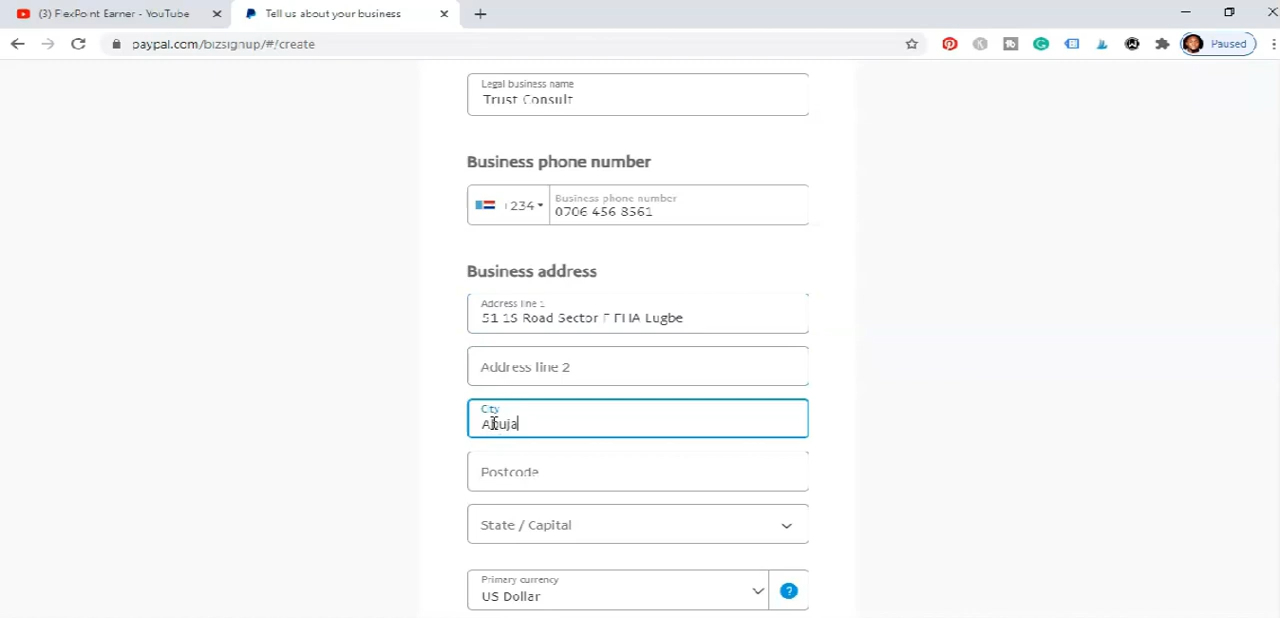 (3) FlexPoint Earner - YouTube
Tell us about your business
paypal.com/bizsignup/#/create
Paused
Legal business name
Trust Consult
Business phone number
+234
Business phone number
0706 456 8561
Business address
Address line 1
51 1S Road Sector F FHA Lugbe
Address line 2
City
Abuja
Postcode
State / Capital
Primary currency
US Dollar
?